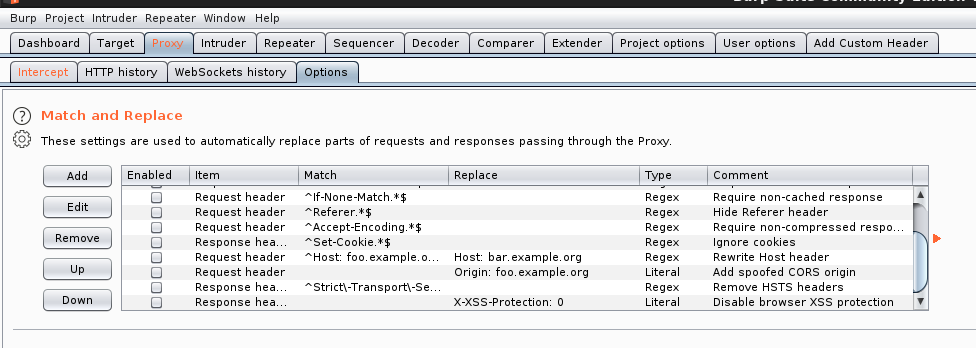 Burp Project Intruder Repeater Window Help
Dashboard Target Proxy Intruder Repeater Sequencer Decoder Comparer Extender Project options User options Add Custom Header
Intercept HTTP history WebSockets history Options
? Match and Replace
These settings are used to automatically replace parts of requests and responses passing through the Proxy.
Add
Edit
Remove
Up
Down
Enabled Item Match Replace Type Comment
Request header ^If-None-Match.*$ Regex Require non-cached response
Request header ^Referer.*$ Regex Hide Referer header
Request header ^Accept-Encoding.*$ Regex Require non-compressed respo...
Response hea... ^Set-Cookie.*$ Regex Ignore cookies
Request header ^Host: foo.example.o... Host: bar.example.org Regex Rewrite Host header
Request header Origin: foo.example.org Literal Add spoofed CORS origin
Response hea... ^Strict\-Transport\-Se... Regex Remove HSTS headers
Response hea... X-XSS-Protection: 0 Literal Disable browser XSS protection